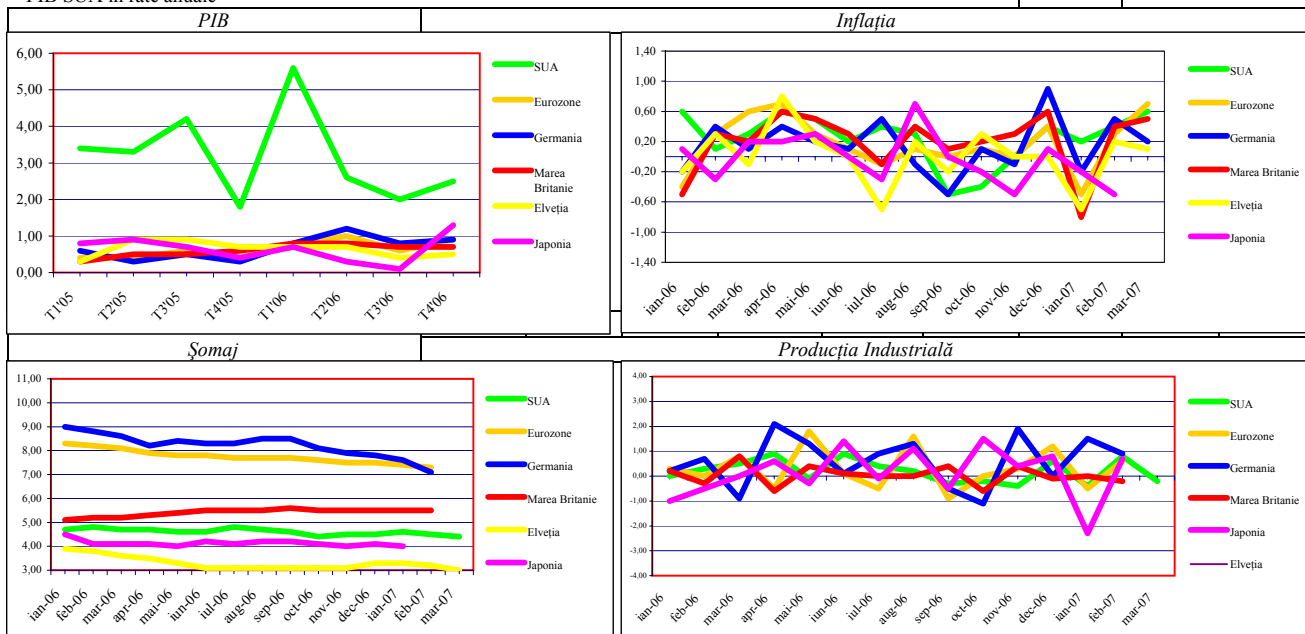 PIB SUA în rate anuale
PIB
Inflația
6,00
5,00
4,00
3,00
2,00
1,00
0,00
T1'05
T2'05
T3'05
T4'05
T1'06
T2'06
T3'06
T4'06
SUA
Eurozone
Germania
Marea
Britanie
Elveția
Japonia
1,40
1,00
0,60
0,20
-0,20
-0,60
-1,00
-1,40
ian-06
feb-06
mar-06
apr-06
mai-06
iun-06
iul-06
aug-06
sep-06
oct-06
nov-06
dec-06
ian-07
feb-07
mar-07
SUA
Eurozone
Germania
Marea Britanie
Elveția
Japonia
Şomaj
Producția Industrială
11,00
10,00
9,00
8,00
7,00
6,00
5,00
4,00
3,00
ian-06
feb-06
mar-06
apr-06
mai-06
iun-06
iul-06
aug-06
sep-06
oct-06
nov-06
dec-06
ian-07
feb-07
mar-07
SUA
Eurozone
Germania
Marea Britanie
Elveția
Japonia
4,00
3,00
2,00
1,00
0,00
-1,00
-2,00
-3,00
-4,00
ian-06
feb-06
mar-06
apr-06
mai-06
iun-06
iul-06
aug-06
sep-06
oct-06
nov-06
dec-06
ian-07
feb-07
mar-07
SUA
Eurozone
Germania
Marea Britanie
Japonia
Elveția